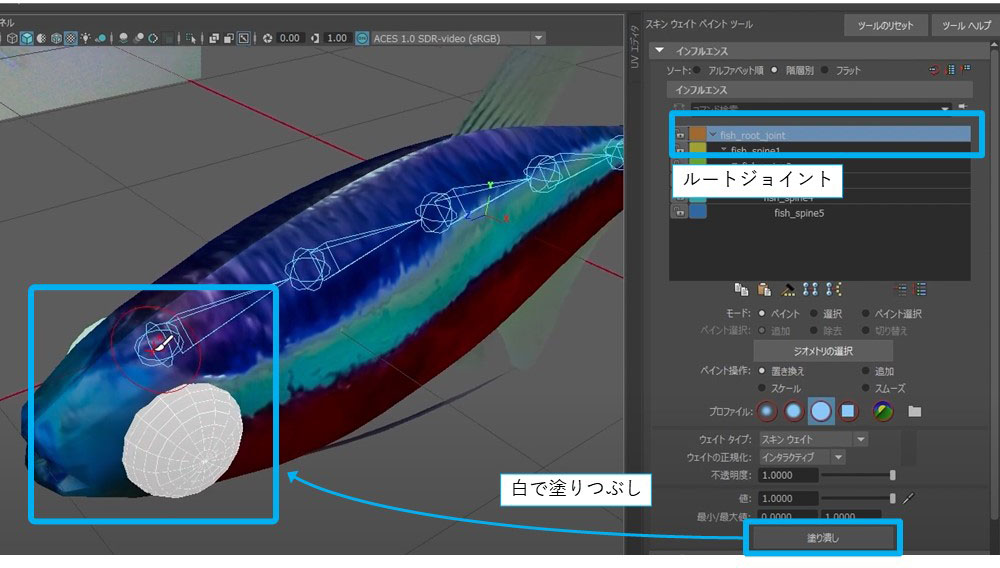 ネル
0.00
1.00
ACES 1.0 SDR-video (sRGB)
UV エディタ
スキン ウェイト ペイント ツール
ツールのリセット
ツール ヘルプ
インフルエンス
ソート:
アルファベット順
階層別
フラット
インフルエンス
fish_root_joint
fish_spine1
ルートジョイント
fish_spine4
fish_spine5
モード:
ペイント
選択
ペイント選択
ペイント選択:
追加
除去
切り替え
ジオメトリの選択
ペイント操作:
置き換え
追加
スケール
スムーズ
プロファイル:
ウェイト タイプ:
スキン ウェイト
ウェイトの正規化:
インタラクティブ
不透明度:
1.0000
白で塗りつぶし
値:
1.0000
最小/最大値:
0.0000
1.0000
塗り潰し